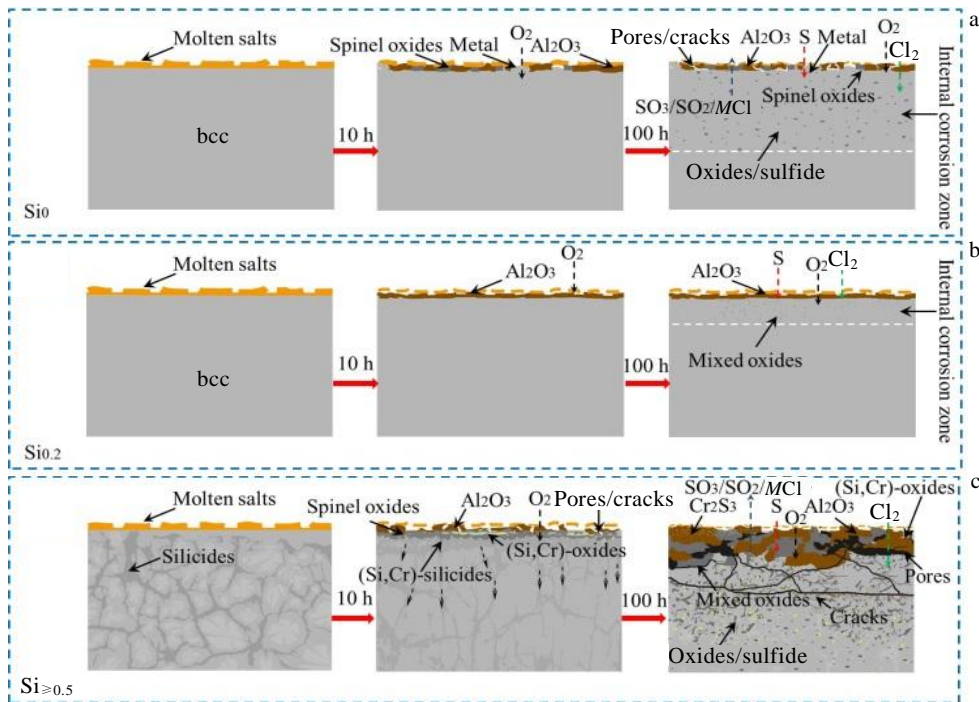 a
Molten salts
bcc
Si0
10 h
Spinel oxides
Metal
O2
Al2O3
100 h
Pores/cracks
Al2O3
S
Metal
O2
Cl2
SO3/SO2/MCl
Spinel oxides
Oxides/sulfide
Internal corrosion zone
b
Molten salts
bcc
Si0.2
10 h
Al2O3
O2
100 h
Al2O3
S
O2
Cl2
Mixed oxides
Internal corrosion zone
c
Molten salts
Silicides
Si≥0.5
10 h
Spinel oxides
Al2O3
O2
Pores/cracks
(Si,Cr)-silicides
(Si,Cr)-oxides
100 h
SO3/SO2/MCl
(Si,Cr)-oxides
Cr2S3
S
O2
Al2O3
Cl2
Pores
Mixed oxides
Cracks
Oxides/sulfide